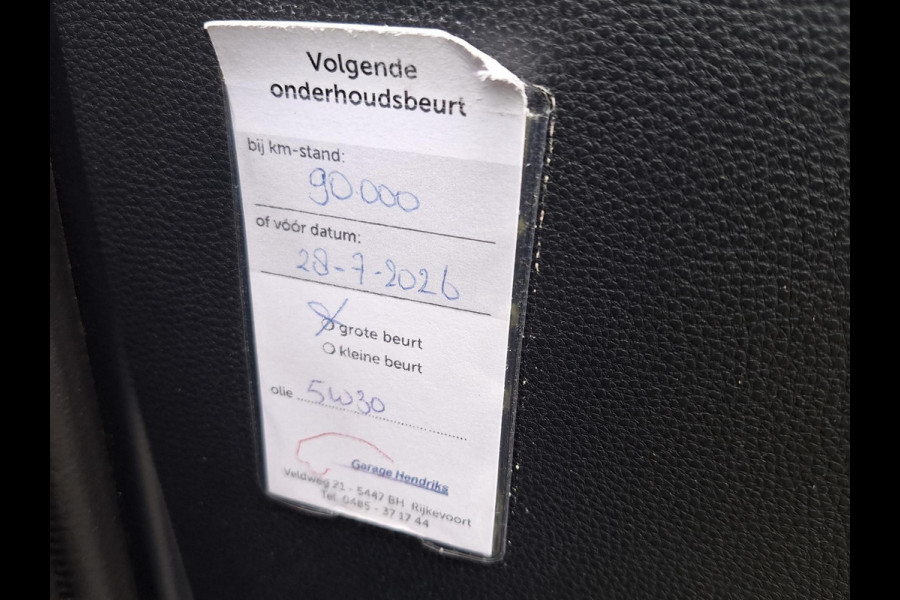 Volgende
onderhoudsbeurt
bij km-stand:
90.000
of vóór datum:
28-7-2026
grote beurt
kleine beurt
olie 5W30
Garage Hendriks
Veldweg 21 - 5447 BH Rijkevoort
Tel. 0485 - 37 17 44